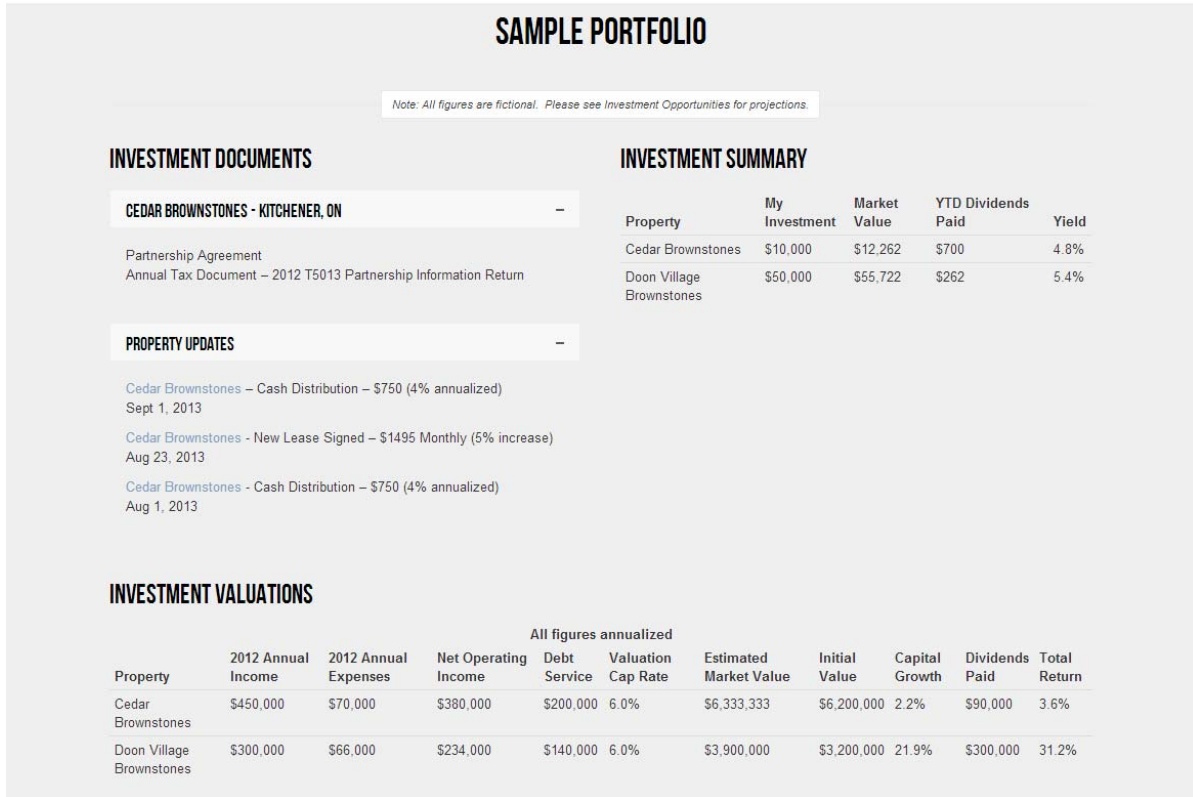 SAMPLE PORTFOLIO
Note: All figures are fictional. Please see Investment Opportunities for projections.
INVESTMENT DOCUMENTS
CEDAR BROWNSTONES - KITCHENER, ON –
Partnership Agreement
Annual Tax Document – 2012 T5013 Partnership Information Return
PROPERTY UPDATES –
Cedar Brownstones – Cash Distribution – $750 (4% annualized)
Sept 1, 2013
Cedar Brownstones - New Lease Signed – $1495 Monthly (5% increase)
Aug 23, 2013
Cedar Brownstones - Cash Distribution – $750 (4% annualized)
Aug 1, 2013
INVESTMENT SUMMARY
My Market YTD Dividends
Property Investment Value Paid Yield
Cedar Brownstones $10,000 $12,262 $700 4.8%
Doon Village $50,000 $55,722 $262 5.4%
Brownstones
INVESTMENT VALUATIONS
All figures annualized
2012 Annual 2012 Annual Net Operating Debt Valuation Estimated Initial Capital Dividends Total
Property Income Expenses Income Service Cap Rate Market Value Value Growth Paid Return
Cedar $450,000 $70,000 $380,000 $200,000 6.0% $6,333,333 $6,200,000 2.2% $90,000 3.6%
Brownstones
Doon Village $300,000 $66,000 $234,000 $140,000 6.0% $3,900,000 $3,200,000 21.9% $300,000 31.2%
Brownstones